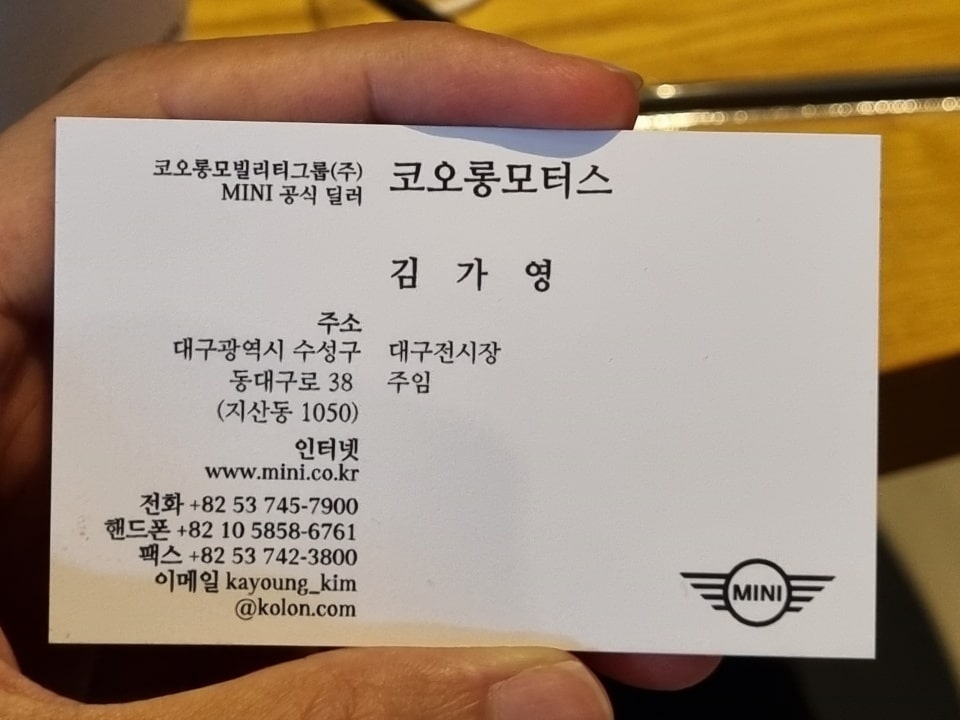 코오롱모빌리티그룹(주)
MINI 공식 딜러
코오롱모터스
김 가 영
대구전시장
주임
주소
대구광역시 수성구
동대구로 38
(지산동 1050)
인터넷
www.mini.co.kr
전화 +82 53 745-7900
핸드폰 +82 10 5858-6761
팩스 +82 53 742-3800
이메일 kayoung_kim
@kolon.com
MINI